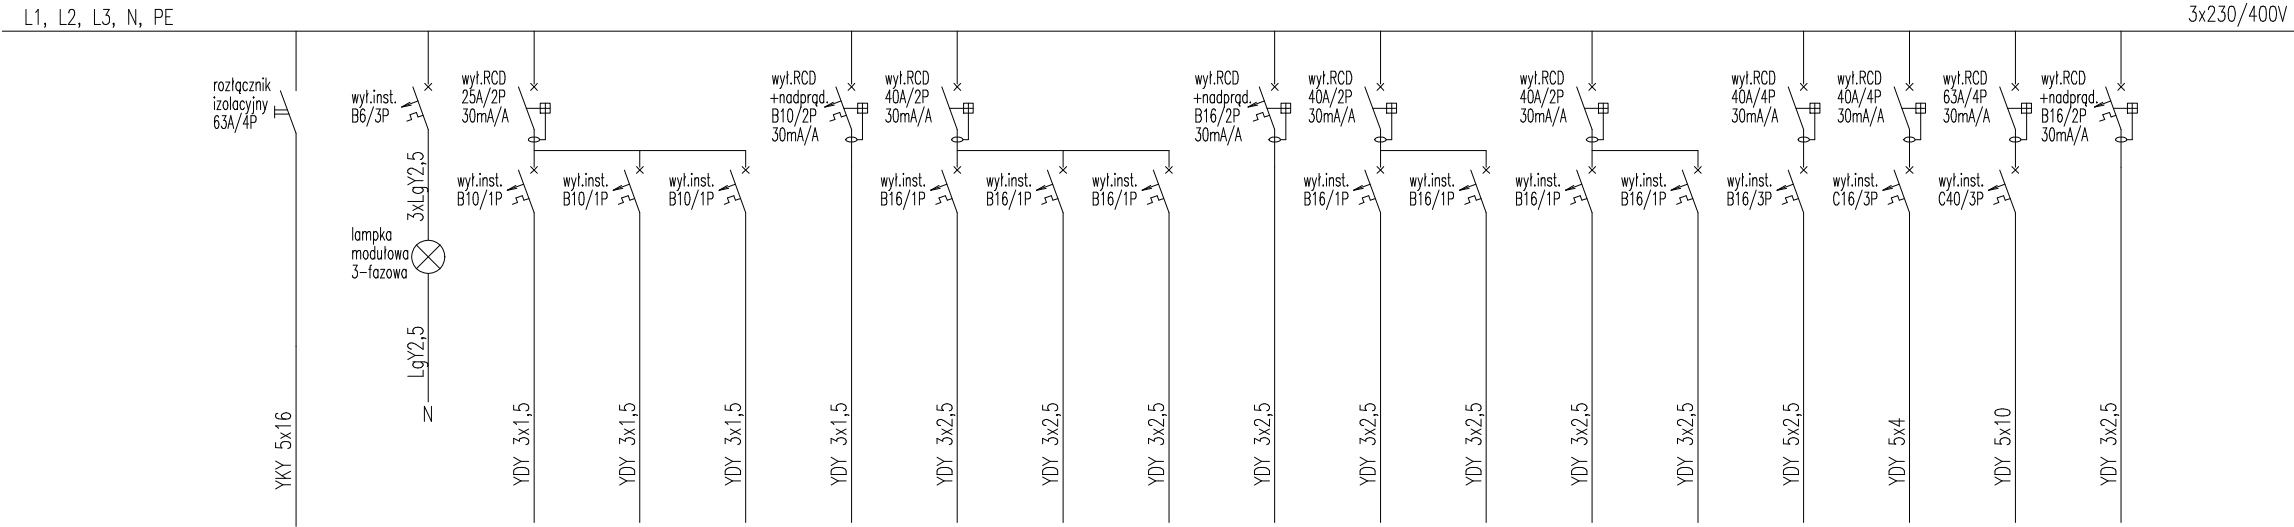 L1, L2, L3, N, PE
3x230/400V
rozłącznik
izolacyjny
63A/4P
wył.inst.
B6/3P
wył.RCD
25A/2P
30mA/A
wył.RCD
+nadprąd.
B10/2P
30mA/A
wył.RCD
40A/2P
30mA/A
wył.RCD
+nadprąd.
B16/2P
30mA/A
wył.RCD
40A/2P
30mA/A
wył.RCD
40A/2P
30mA/A
wył.RCD
40A/4P
30mA/A
wył.RCD
40A/4P
30mA/A
wył.RCD
63A/4P
30mA/A
wył.RCD
+nadprąd.
B16/2P
30mA/A
3xLgY2,5
wył.inst.
B10/1P
wył.inst.
B10/1P
wył.inst.
B10/1P
wył.inst.
B16/1P
wył.inst.
B16/1P
wył.inst.
B16/1P
wył.inst.
B16/1P
wył.inst.
B16/1P
wył.inst.
B16/1P
wył.inst.
B16/1P
wył.inst.
B16/3P
wył.inst.
C16/3P
wył.inst.
C40/3P
lampka
modułowa
3-fazowa
LgY2,5
N
YKY 5x16
YDY 3x1,5
YDY 3x1,5
YDY 3x1,5
YDY 3x1,5
YDY 3x2,5
YDY 3x2,5
YDY 3x2,5
YDY 3x2,5
YDY 3x2,5
YDY 3x2,5
YDY 3x2,5
YDY 3x2,5
YDY 5x2,5
YDY 5x4
YDY 5x10
YDY 3x2,5